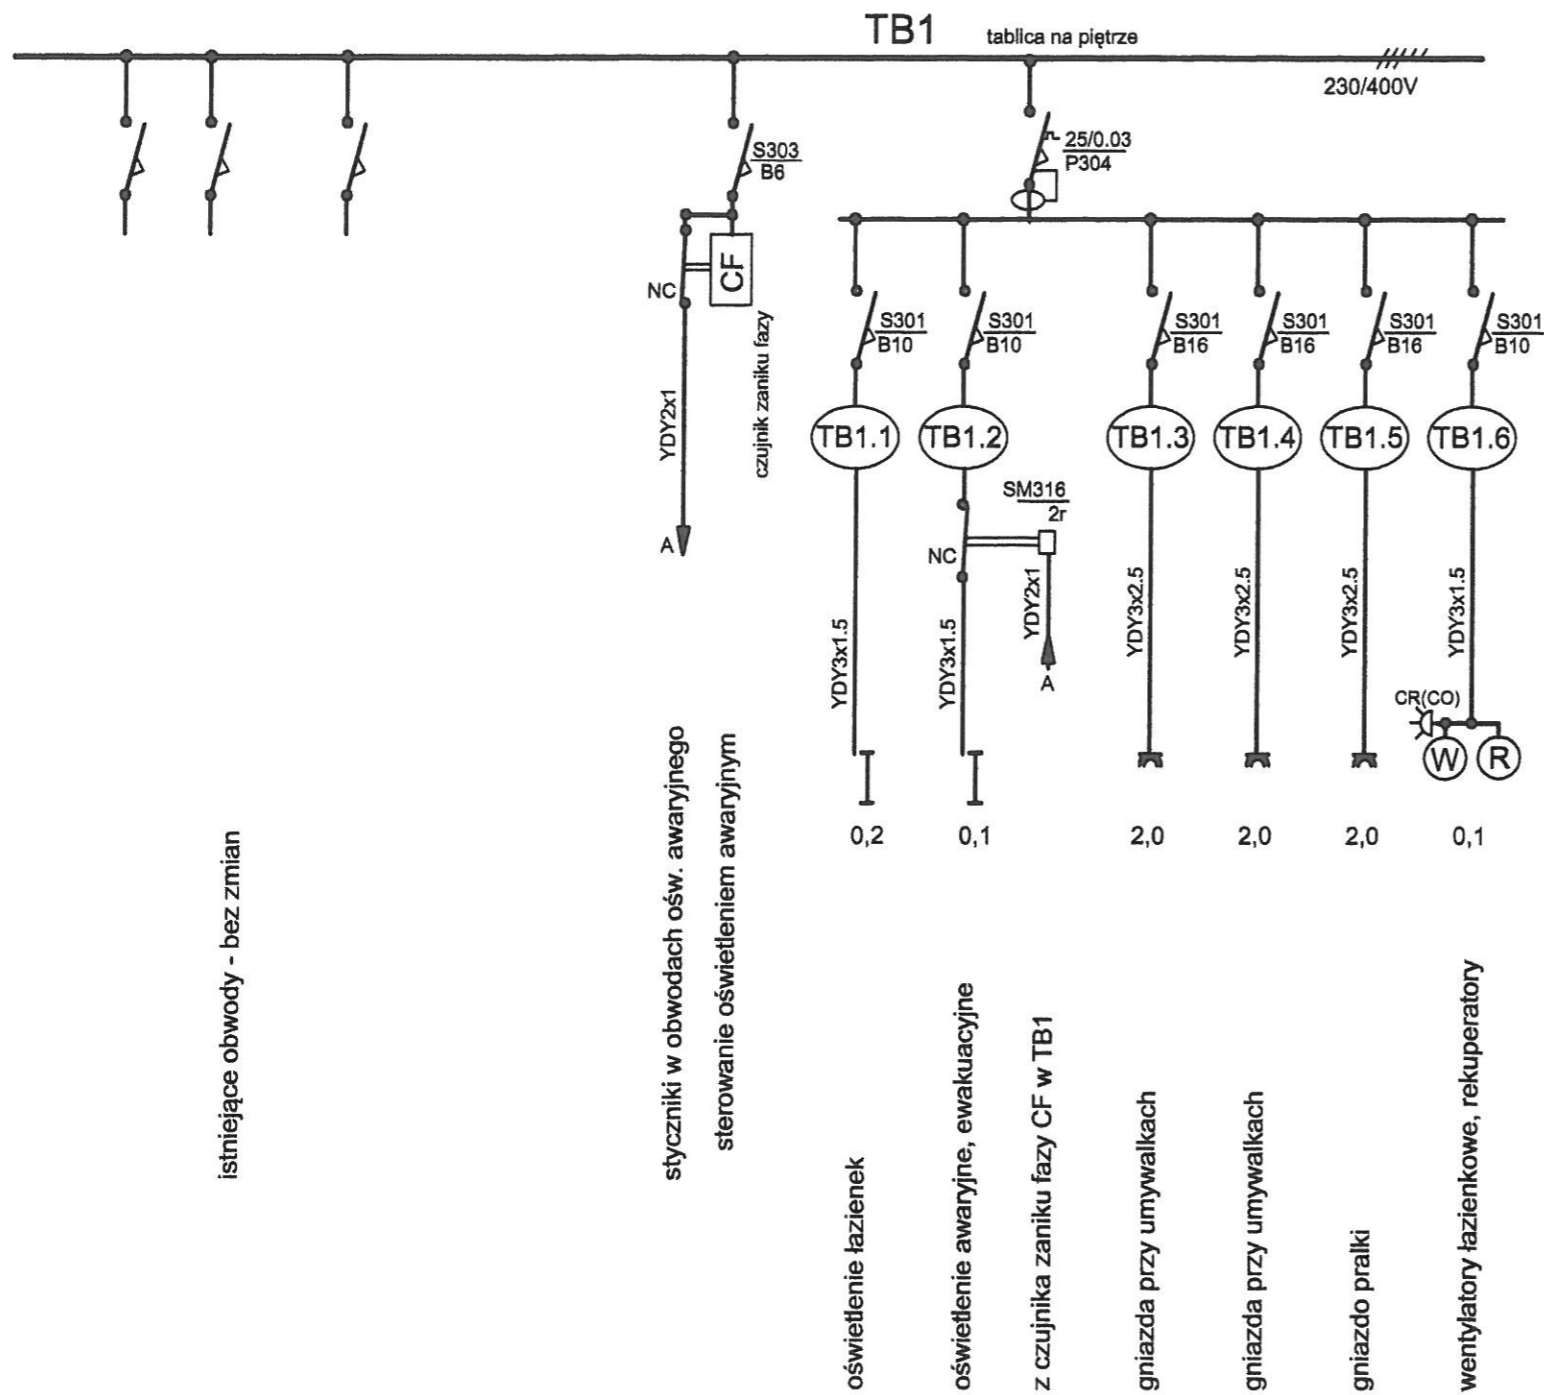 TB1 tablica na piętrze
230/400V
S303
B6
25/0.03
P304
CF
NC
czujnik zaniku fazy
YDY2x1
A
S301
B10
S301
B10
S301
B16
S301
B16
S301
B16
S301
B10
TB1.1
TB1.2
TB1.3
TB1.4
TB1.5
TB1.6
SM316
2r
NC
YDY3x1.5
YDY3x1.5
YDY2x1
A
YDY3x2.5
YDY3x2.5
YDY3x2.5
YDY3x1.5
CR(CO)
W
R
0,2
0,1
2,0
2,0
2,0
0,1
istniejące obwody - bez zmian
styczniki w obwodach ośw. awaryjnego
sterowanie oświetleniem awaryjnym
oświetlenie łazienek
oświetlenie awaryjne, ewakuacyjne
z czujnika zaniku fazy CF w TB1
gniazda przy umywalkach
gniazda przy umywalkach
gniazdo pralki
wentylatory łazienkowe, rekuperatory